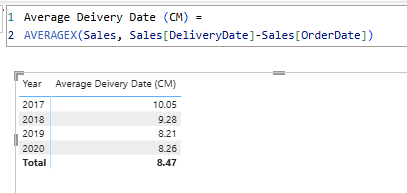 1 Average Deivery Date (CM) =
2 AVERAGEX(Sales, Sales[DeliveryDate]-Sales[OrderDate])
Year Average Deivery Date (CM)
2017 10.05
2018 9.28
2019 8.21
2020 8.26
Total 8.47